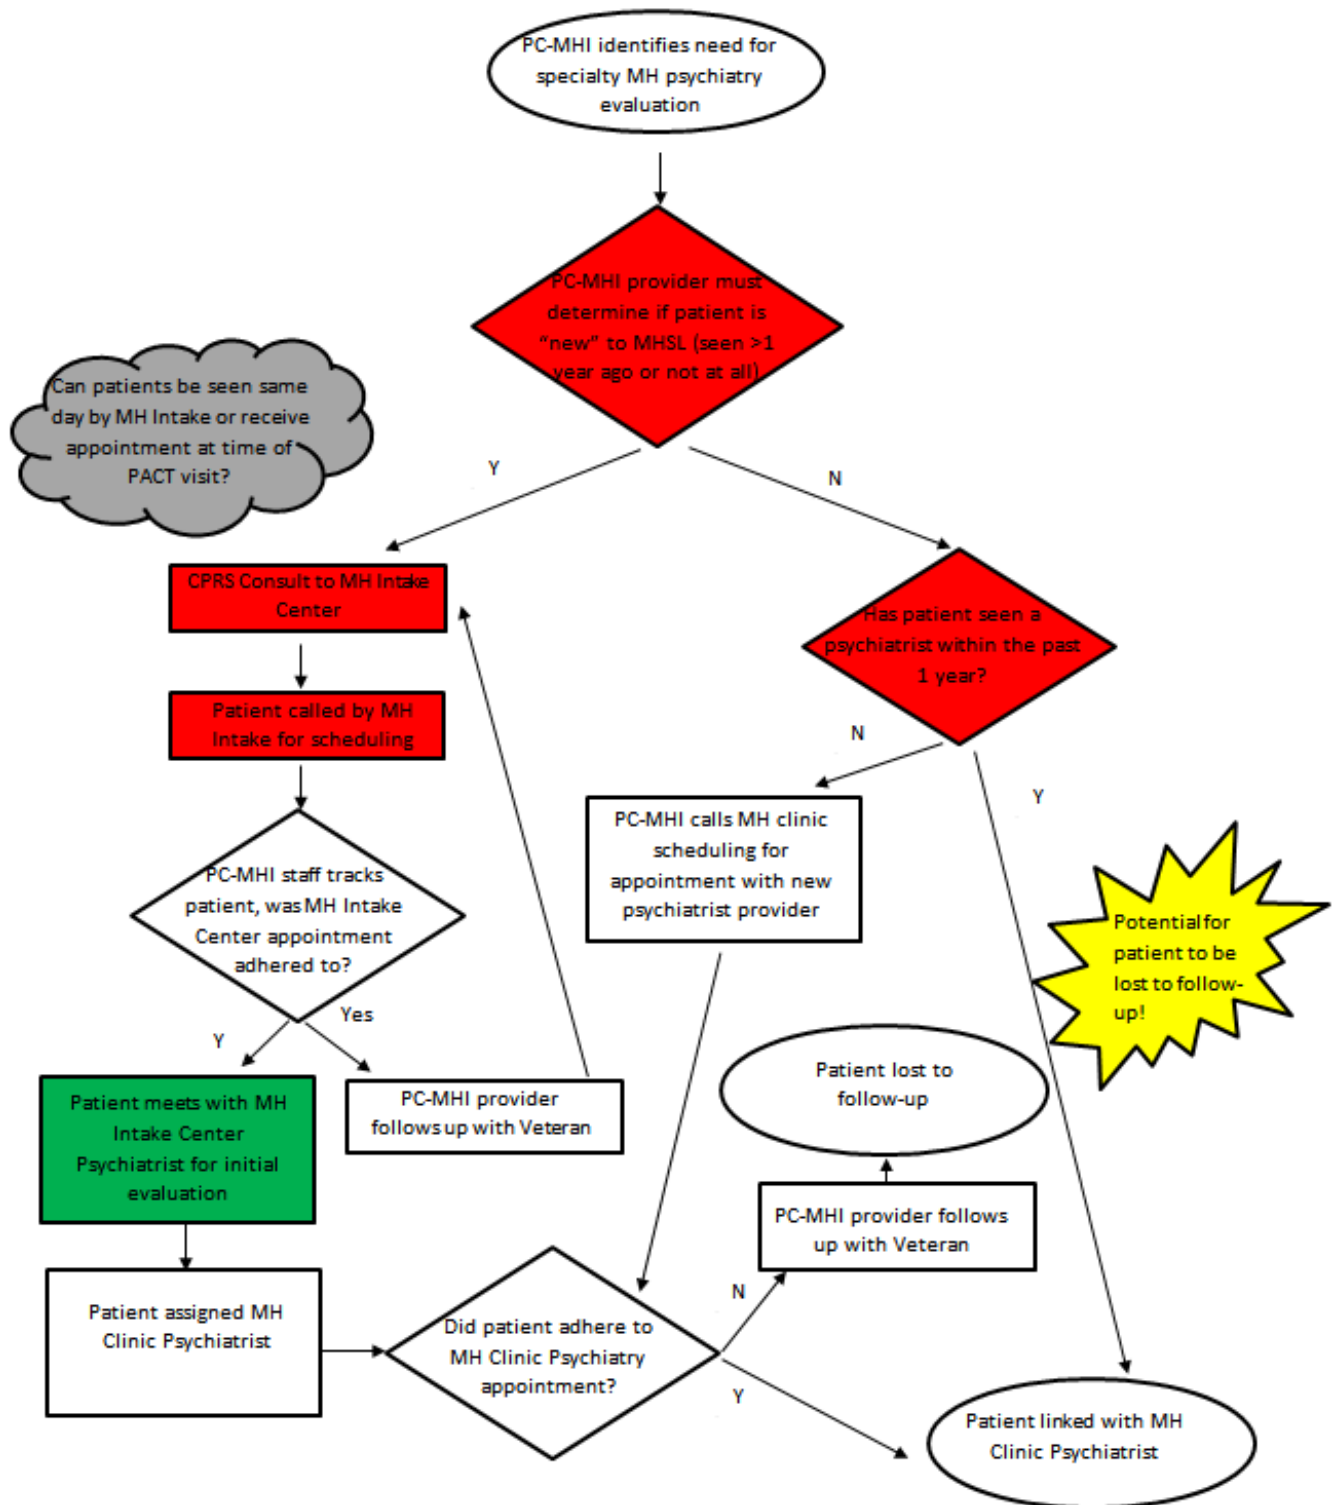 PC-MHI identifies need for
specialty MH psychiatry
evaluation
PC-MHI provider must
determine if patient is
“new” to MHSL (seen >1
year ago or not at all)
Can patients be seen same
day by MH Intake or receive
appointment at time of
PACT visit?
Y
N
CPRS Consult to MH Intake
Center
Has patient seen a
psychiatrist within the past
1 year?
Patient called by MH
Intake for scheduling
N
Y
PC-MHI calls MH clinic
scheduling for
appointment with new
psychiatrist provider
PC-MHI staff tracks
patient, was MH Intake
Center appointment
adhered to?
Potential for
patient to be
lost to follow-
up!
Y
Yes
Patient meets with MH
Intake Center
Psychiatrist for initial
evaluation
PC-MHI provider
follows up with Veteran
Patient lost to
follow-up
PC-MHI provider follows
up with Veteran
Patient assigned MH
Clinic Psychiatrist
Did patient adhere to
MH Clinic Psychiatry
appointment?
N
Y
Patient linked with MH
Clinic Psychiatrist